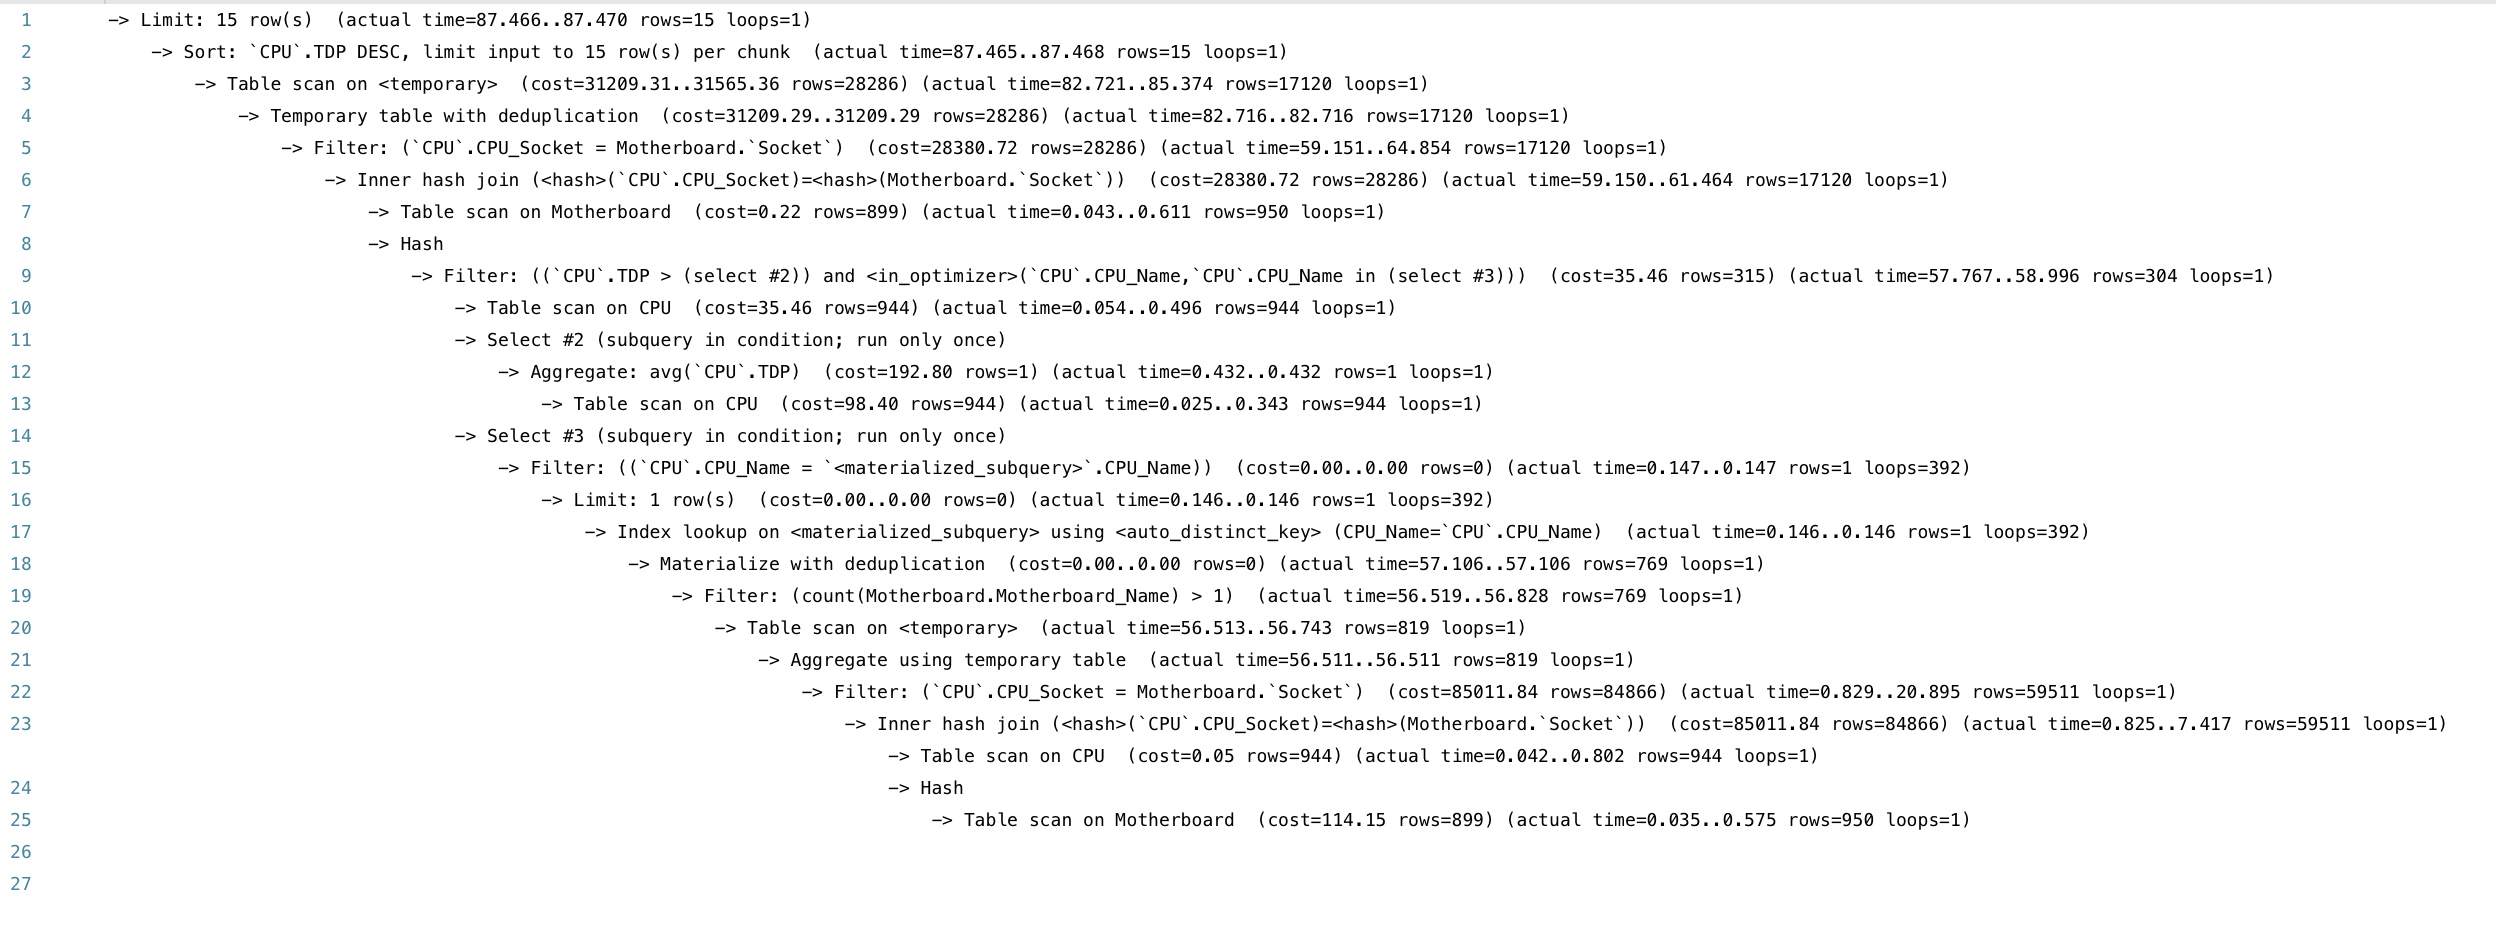 1 -> Limit: 15 row(s)  (actual time=87.466..87.470 rows=15 loops=1)
2 -> Sort: `CPU`.TDP DESC, limit input to 15 row(s) per chunk  (actual time=87.465..87.468 rows=15 loops=1)
3 -> Table scan on <temporary>  (cost=31209.31..31565.36 rows=28286) (actual time=82.721..85.374 rows=17120 loops=1)
4 -> Temporary table with deduplication  (cost=31209.29..31209.29 rows=28286) (actual time=82.716..82.716 rows=17120 loops=1)
5 -> Filter: (`CPU`.CPU_Socket = Motherboard.`Socket`)  (cost=28380.72 rows=28286) (actual time=59.151..64.854 rows=17120 loops=1)
6 -> Inner hash join (<hash>(`CPU`.CPU_Socket)=<hash>(Motherboard.`Socket`))  (cost=28380.72 rows=28286) (actual time=59.150..61.464 rows=17120 loops=1)
7 -> Table scan on Motherboard  (cost=0.22 rows=899) (actual time=0.043..0.611 rows=950 loops=1)
8 -> Hash
9 -> Filter: ((`CPU`.TDP > (select #2)) and <in_optimizer>(`CPU`.CPU_Name,`CPU`.CPU_Name in (select #3)))  (cost=35.46 rows=315) (actual time=57.767..58.996 rows=304 loops=1)
10 -> Table scan on CPU  (cost=35.46 rows=944) (actual time=0.054..0.496 rows=944 loops=1)
11 -> Select #2 (subquery in condition; run only once)
12 -> Aggregate: avg(`CPU`.TDP)  (cost=192.80 rows=1) (actual time=0.432..0.432 rows=1 loops=1)
13 -> Table scan on CPU  (cost=98.40 rows=944) (actual time=0.025..0.343 rows=944 loops=1)
14 -> Select #3 (subquery in condition; run only once)
15 -> Filter: ((`CPU`.CPU_Name = `<materialized_subquery>`.CPU_Name))  (cost=0.00..0.00 rows=0) (actual time=0.147..0.147 rows=1 loops=392)
16 -> Limit: 1 row(s)  (cost=0.00..0.00 rows=0) (actual time=0.146..0.146 rows=1 loops=392)
17 -> Index lookup on <materialized_subquery> using <auto_distinct_key> (CPU_Name=`CPU`.CPU_Name)  (actual time=0.146..0.146 rows=1 loops=392)
18 -> Materialize with deduplication  (cost=0.00..0.00 rows=0) (actual time=57.106..57.106 rows=769 loops=1)
19 -> Filter: (count(Motherboard.Motherboard_Name) > 1)  (actual time=56.519..56.828 rows=769 loops=1)
20 -> Table scan on <temporary>  (actual time=56.513..56.743 rows=819 loops=1)
21 -> Aggregate using temporary table  (actual time=56.511..56.511 rows=819 loops=1)
22 -> Filter: (`CPU`.CPU_Socket = Motherboard.`Socket`)  (cost=85011.84 rows=84866) (actual time=0.829..20.895 rows=59511 loops=1)
23 -> Inner hash join (<hash>(`CPU`.CPU_Socket)=<hash>(Motherboard.`Socket`))  (cost=85011.84 rows=84866) (actual time=0.825..7.417 rows=59511 loops=1)
-> Table scan on CPU  (cost=0.05 rows=944) (actual time=0.042..0.802 rows=944 loops=1)
24 -> Hash
25 -> Table scan on Motherboard  (cost=114.15 rows=899) (actual time=0.035..0.575 rows=950 loops=1)
26
27